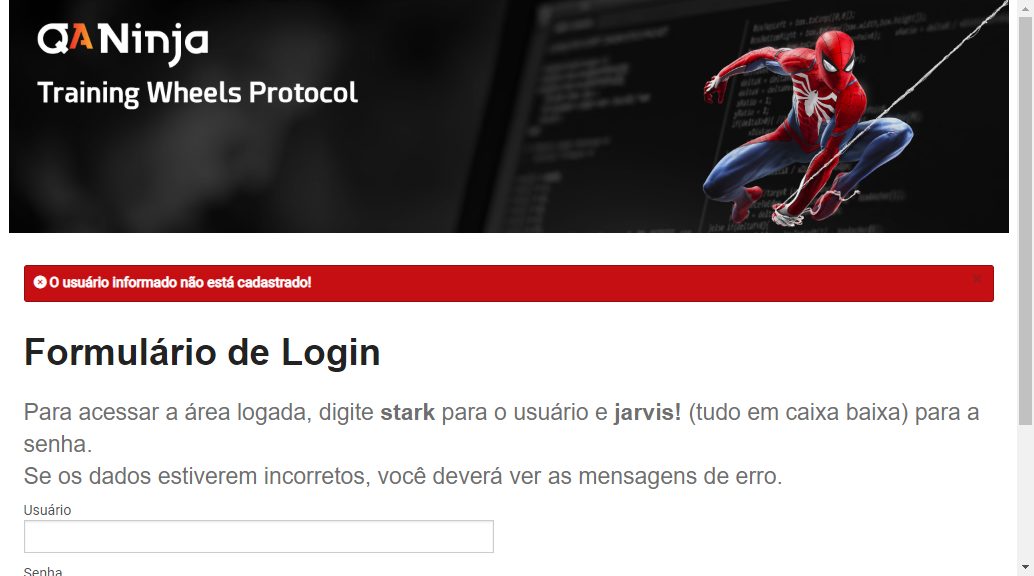 QANinja
Training Wheels Protocol
O usuário informado não está cadastrado!
Formulário de Login
Para acessar a área logada, digite stark para o usuário e jarvis! (tudo em caixa baixa) para a
senha.
Se os dados estiverem incorretos, você deverá ver as mensagens de erro.
Usuário
Senha